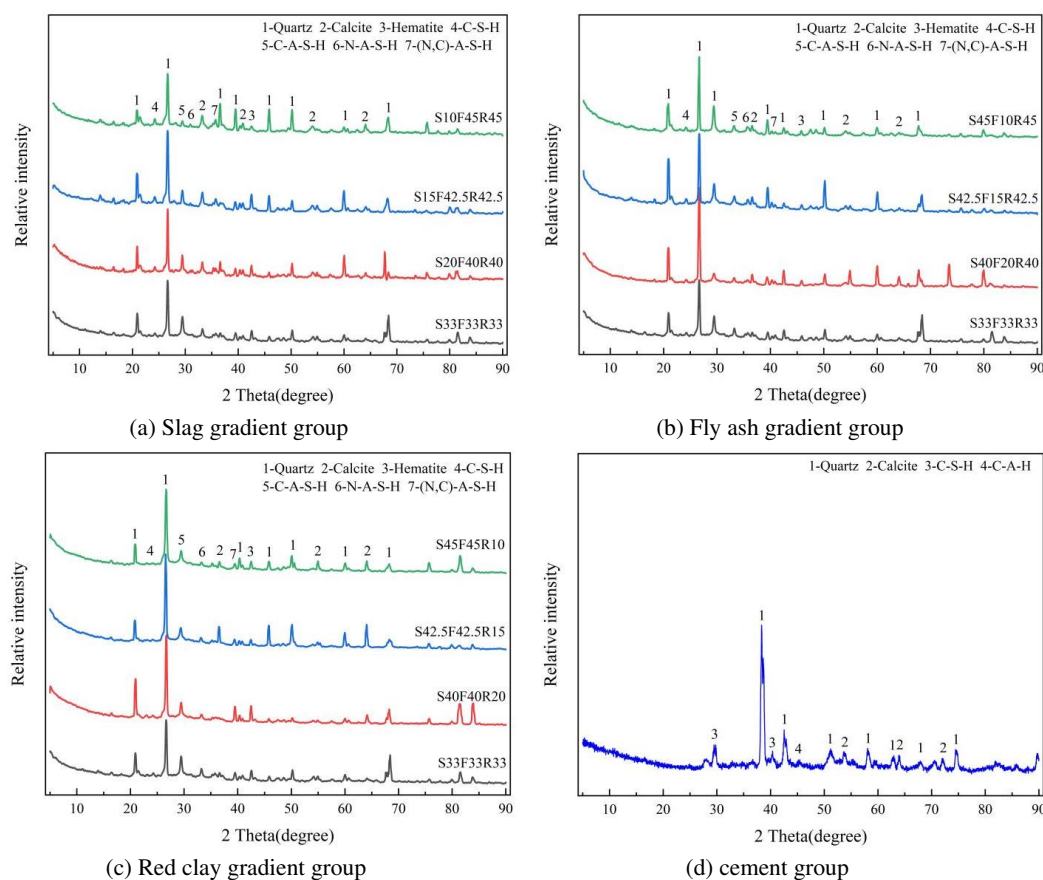 1-Quartz 2-Calcite 3-Hematite 4-C-S-H
5-C-A-S-H 6-N-A-S-H 7-(N,C)-A-S-H
1
1 4 5 6 2 7 1 1 2 3 1 1 2 1 2 1
S10F45R45
S15F42.5R42.5
S20F40R40
S33F33R33
Relative intensity
10 20 30 40 50 60 70 80 90
2 Theta(degree)
(a) Slag gradient group
1-Quartz 2-Calcite 3-Hematite 4-C-S-H
5-C-A-S-H 6-N-A-S-H 7-(N,C)-A-S-H
1
1 4 1 5 6 2 1 7 1 3 1 2 1 2 1
S45F10R45
S42.5F15R42.5
S40F20R40
S33F33R33
Relative intensity
10 20 30 40 50 60 70 80 90
2 Theta(degree)
(b) Fly ash gradient group
1-Quartz 2-Calcite 3-Hematite 4-C-S-H
5-C-A-S-H 6-N-A-S-H 7-(N,C)-A-S-H
1
1 4 5 6 2 7 1 3 1 1 2 1 2 1
S45F45R10
S42.5F42.5R15
S40F40R20
S33F33R33
Relative intensity
10 20 30 40 50 60 70 80 90
2 Theta(degree)
(c) Red clay gradient group
1-Quartz 2-Calcite 3-C-S-H 4-C-A-H
1
3 3 1 4 1 2 1 1 2 1 2 1
Relative intensity
10 20 30 40 50 60 70 80 90
2 Theta(degree)
(d) cement group